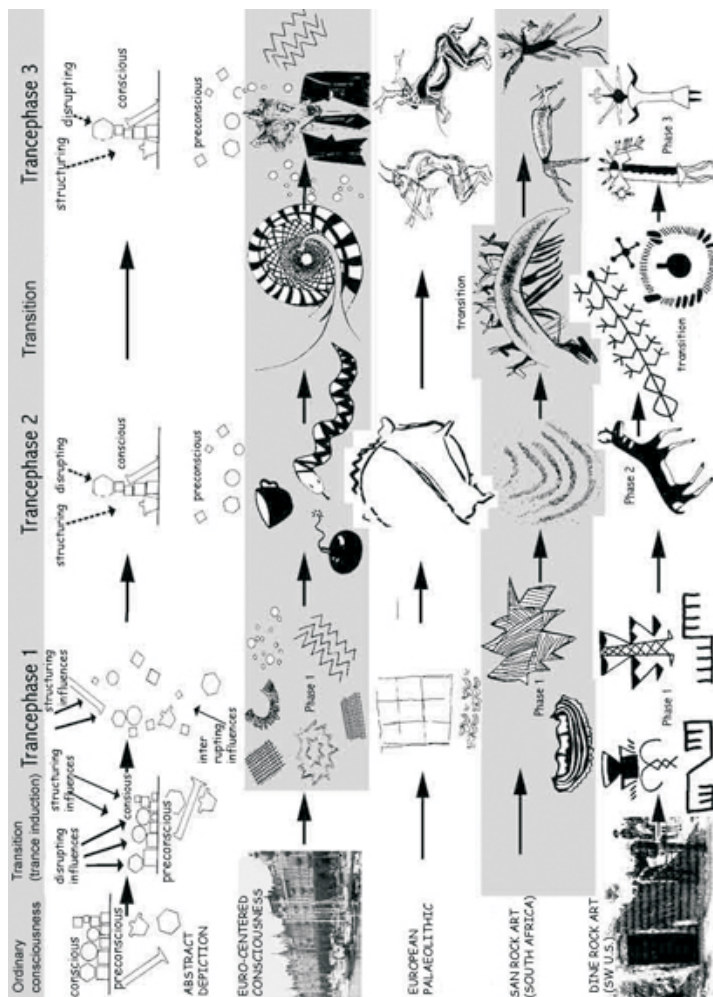 Ordinary
consciousness
Transition
(trance induction)
Trancephase 1
Trancephase 2
Transition
Trancephase 3
conscious
preconscious
ABSTRACT
DEPICTION
disrupting
influences
structuring
influences
consious
preconscious
structuring
influences
inter
rupting
influences
structuring
disrupting
conscious
preconscious
structuring
disrupting
conscious
preconscious
EURO-CENTERED
CONSCIOUSNESS
Phase 1
EUROPEAN
PALAEOLITHIC
SAN ROCK ART
(SOUTH AFRICA)
Phase 1
transition
DINE ROCK ART
(SW U.S.)
Phase 1
Phase 2
transition
Phase 3